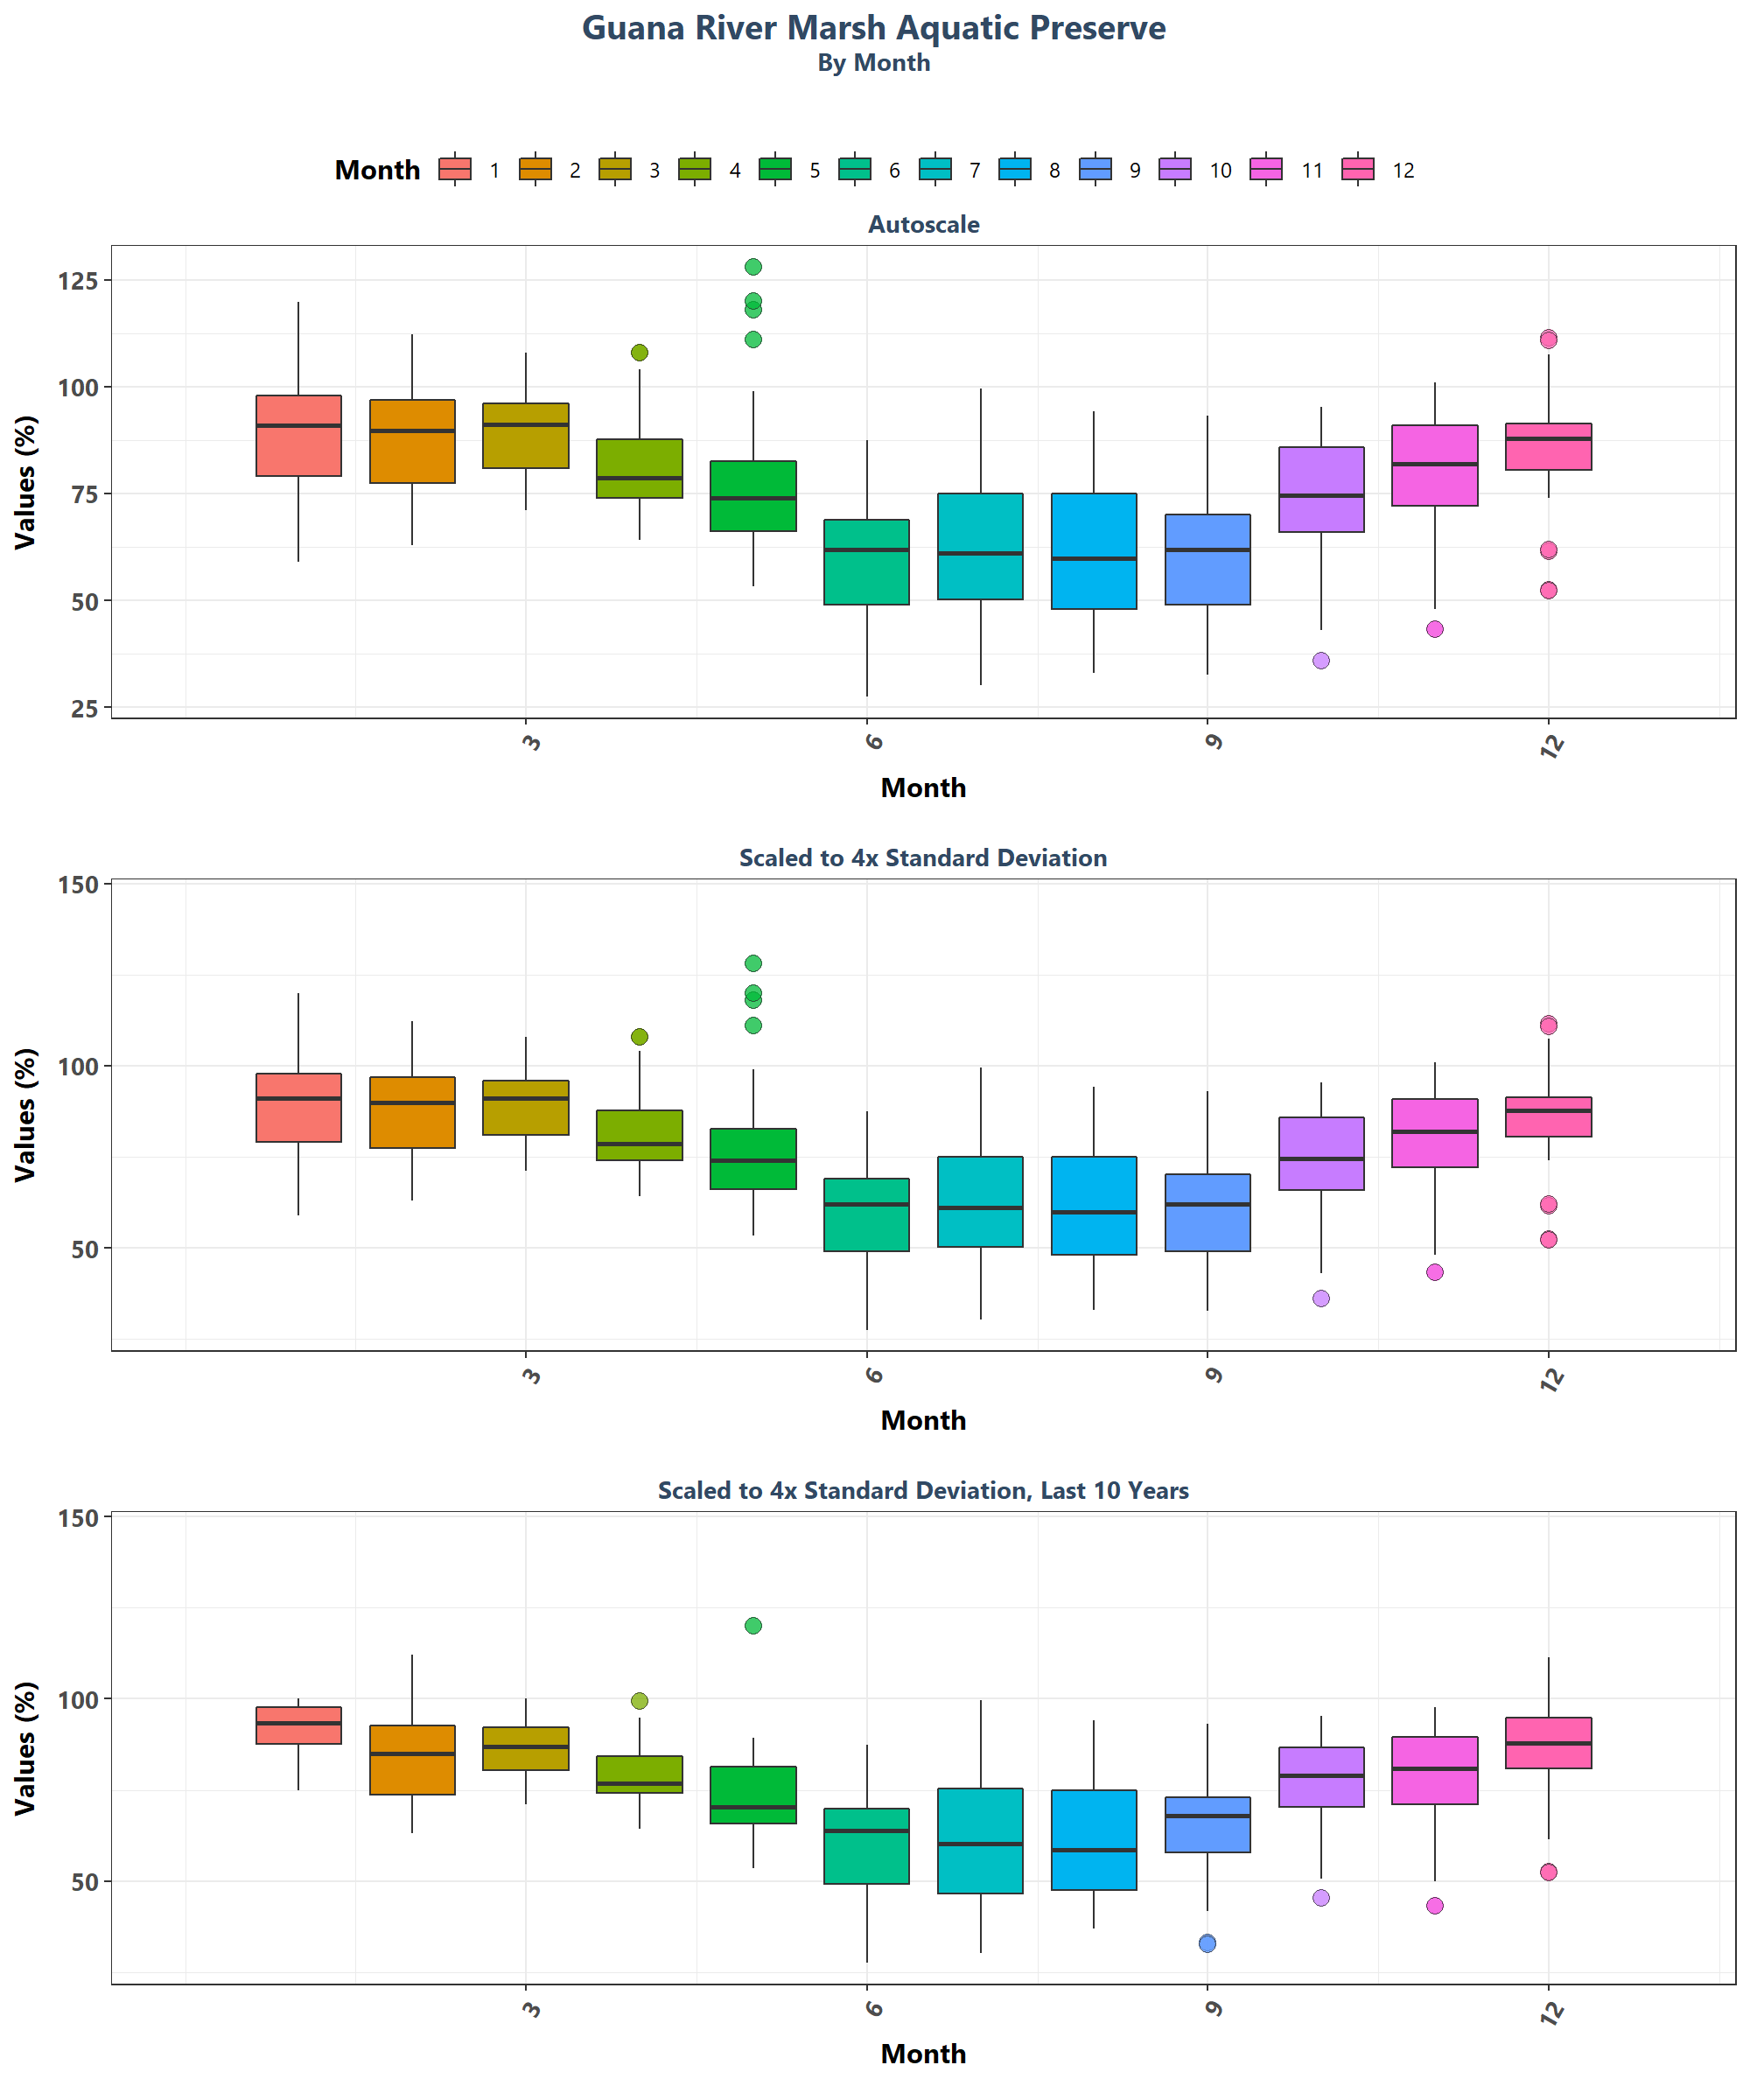 Guana River Marsh Aquatic Preserve
By Month
Month 1 2 3 4 5 6 7 8 9 10 11 12
Autoscale
Values (%)
125
100
75
50
25
3 6 9 12
Month
Scaled to 4x Standard Deviation
Values (%)
150
100
50
3 6 9 12
Month
Scaled to 4x Standard Deviation, Last 10 Years
Values (%)
150
100
50
3 6 9 12
Month